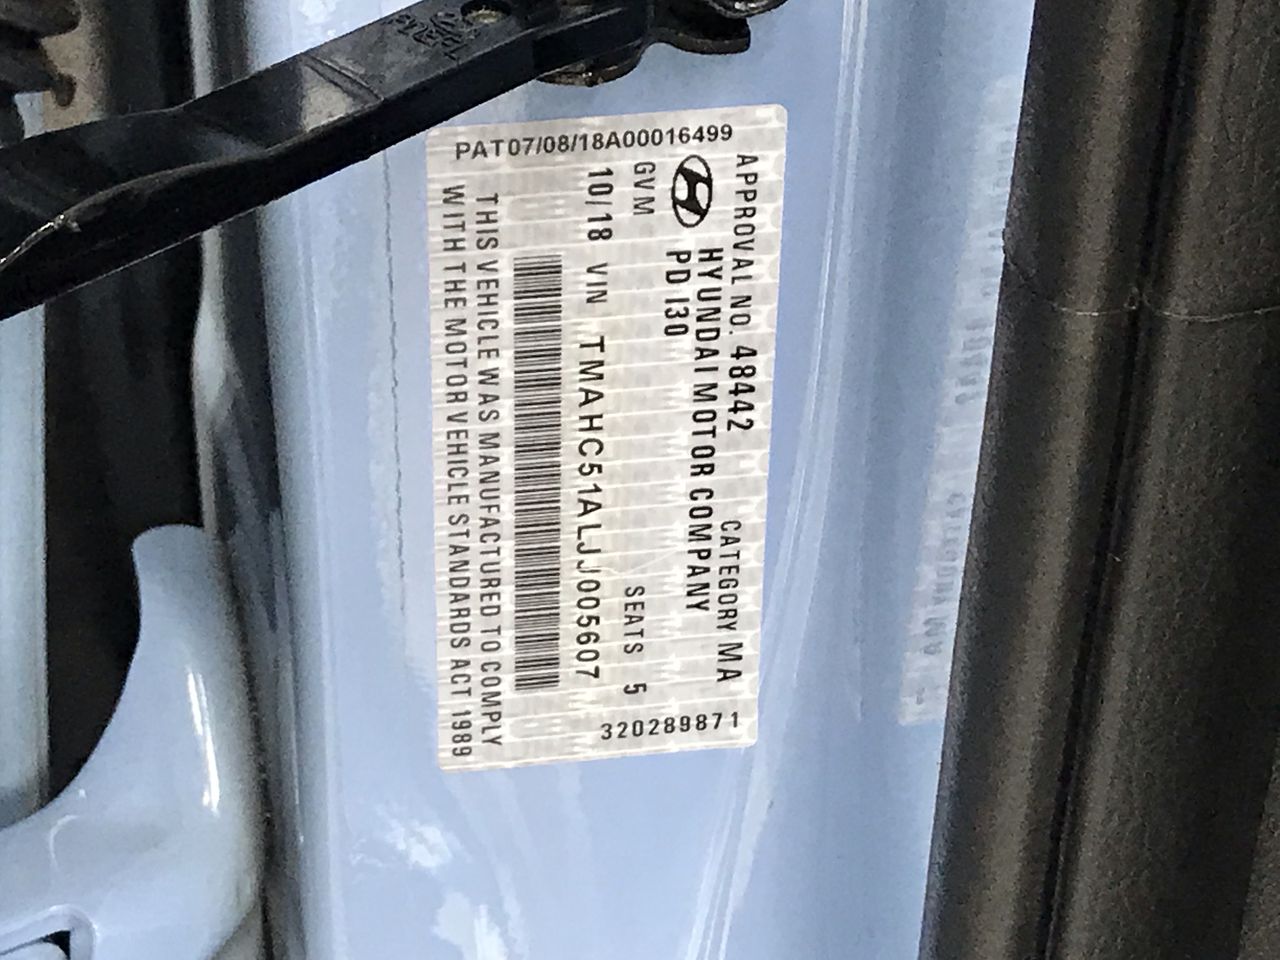 PAT07/08/18A00016499
APPROVAL NO. 48442 CATEGORY MA
HYUNDAI MOTOR COMPANY
PD I30
GVM SEATS 5
10/18 VIN TMAHC51ALJJ005607
THIS VEHICLE WAS MANUFACTURED TO COMPLY
WITH THE MOTOR VEHICLE STANDARDS ACT 1989
320289871